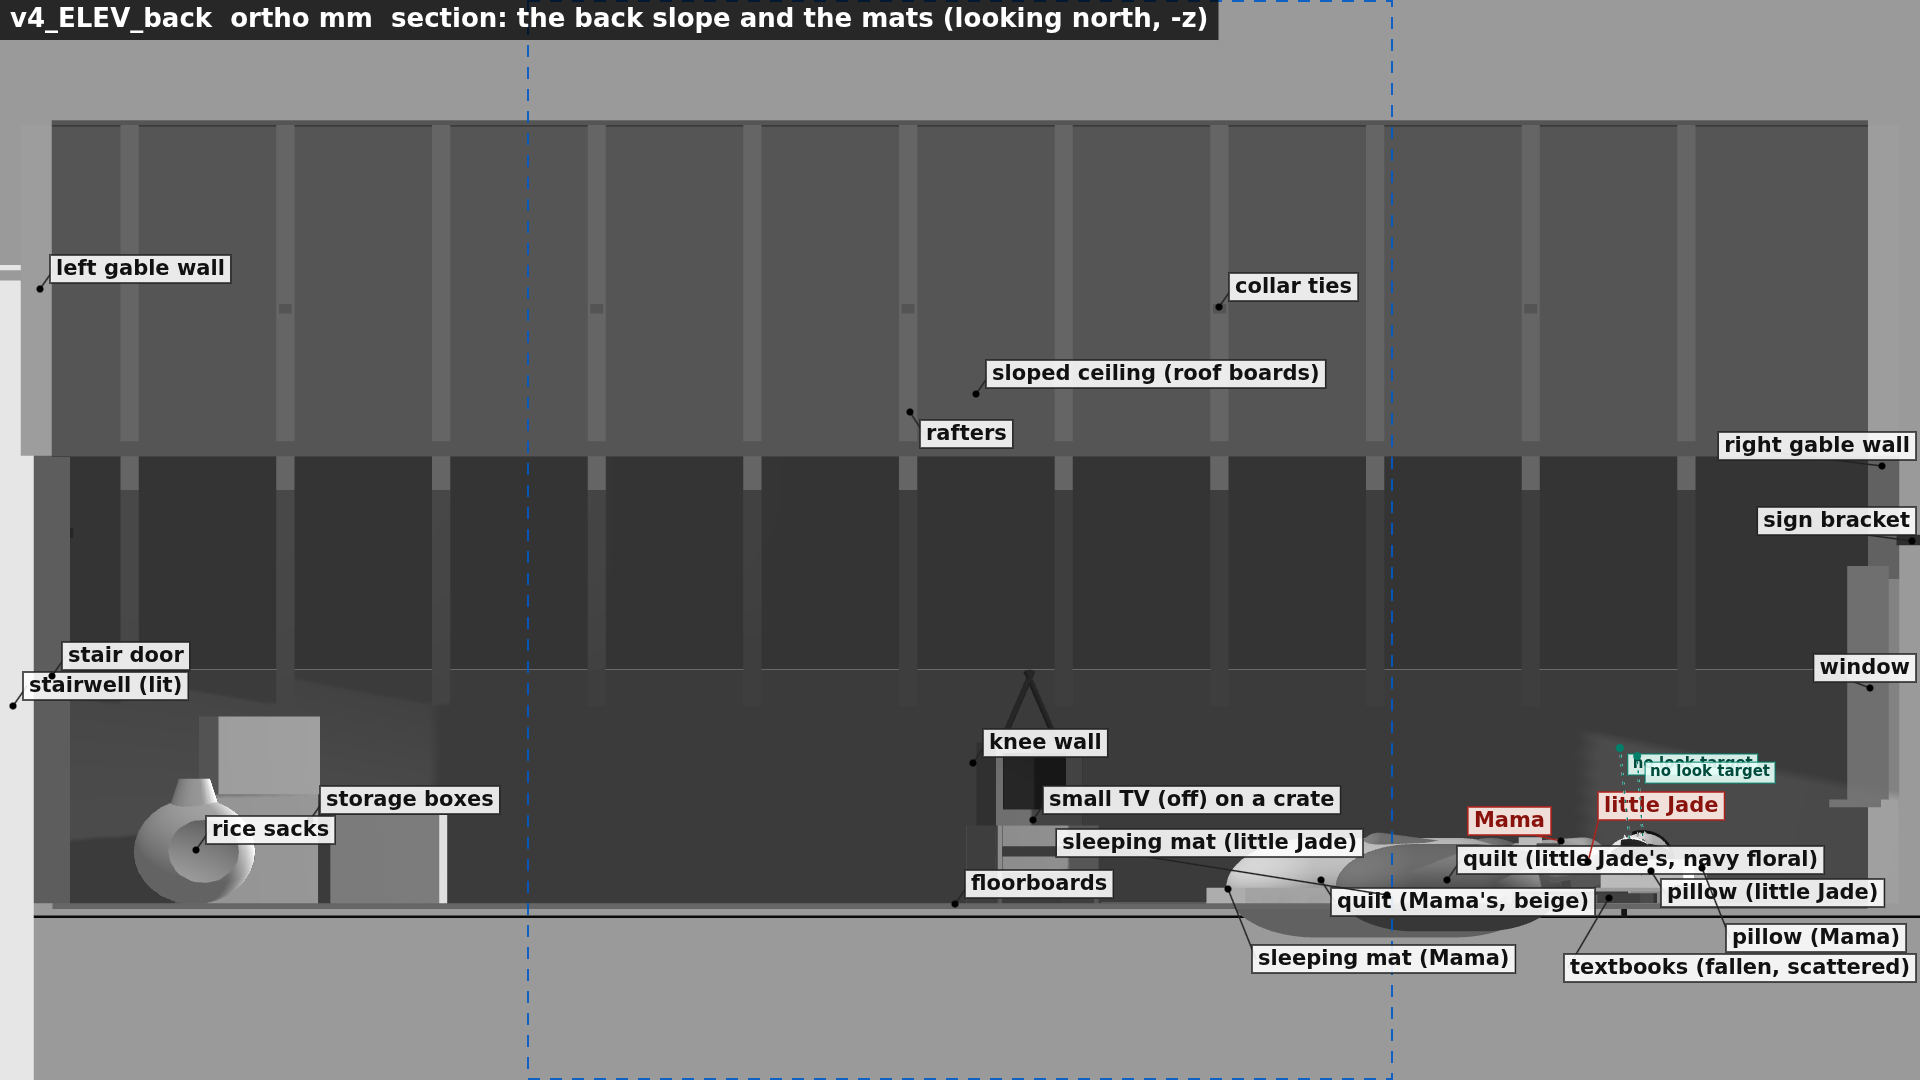 v4_ELEV_back  ortho mm  section: the back slope and the mats (looking north, -z)
left gable wall
collar ties
sloped ceiling (roof boards)
rafters
right gable wall
sign bracket
stair door
stairwell (lit)
window
knee wall
no look target
no look target
storage boxes
small TV (off) on a crate
little Jade
Mama
rice sacks
sleeping mat (little Jade)
quilt (little Jade's, navy floral)
floorboards
pillow (little Jade)
quilt (Mama's, beige)
pillow (Mama)
sleeping mat (Mama)
textbooks (fallen, scattered)